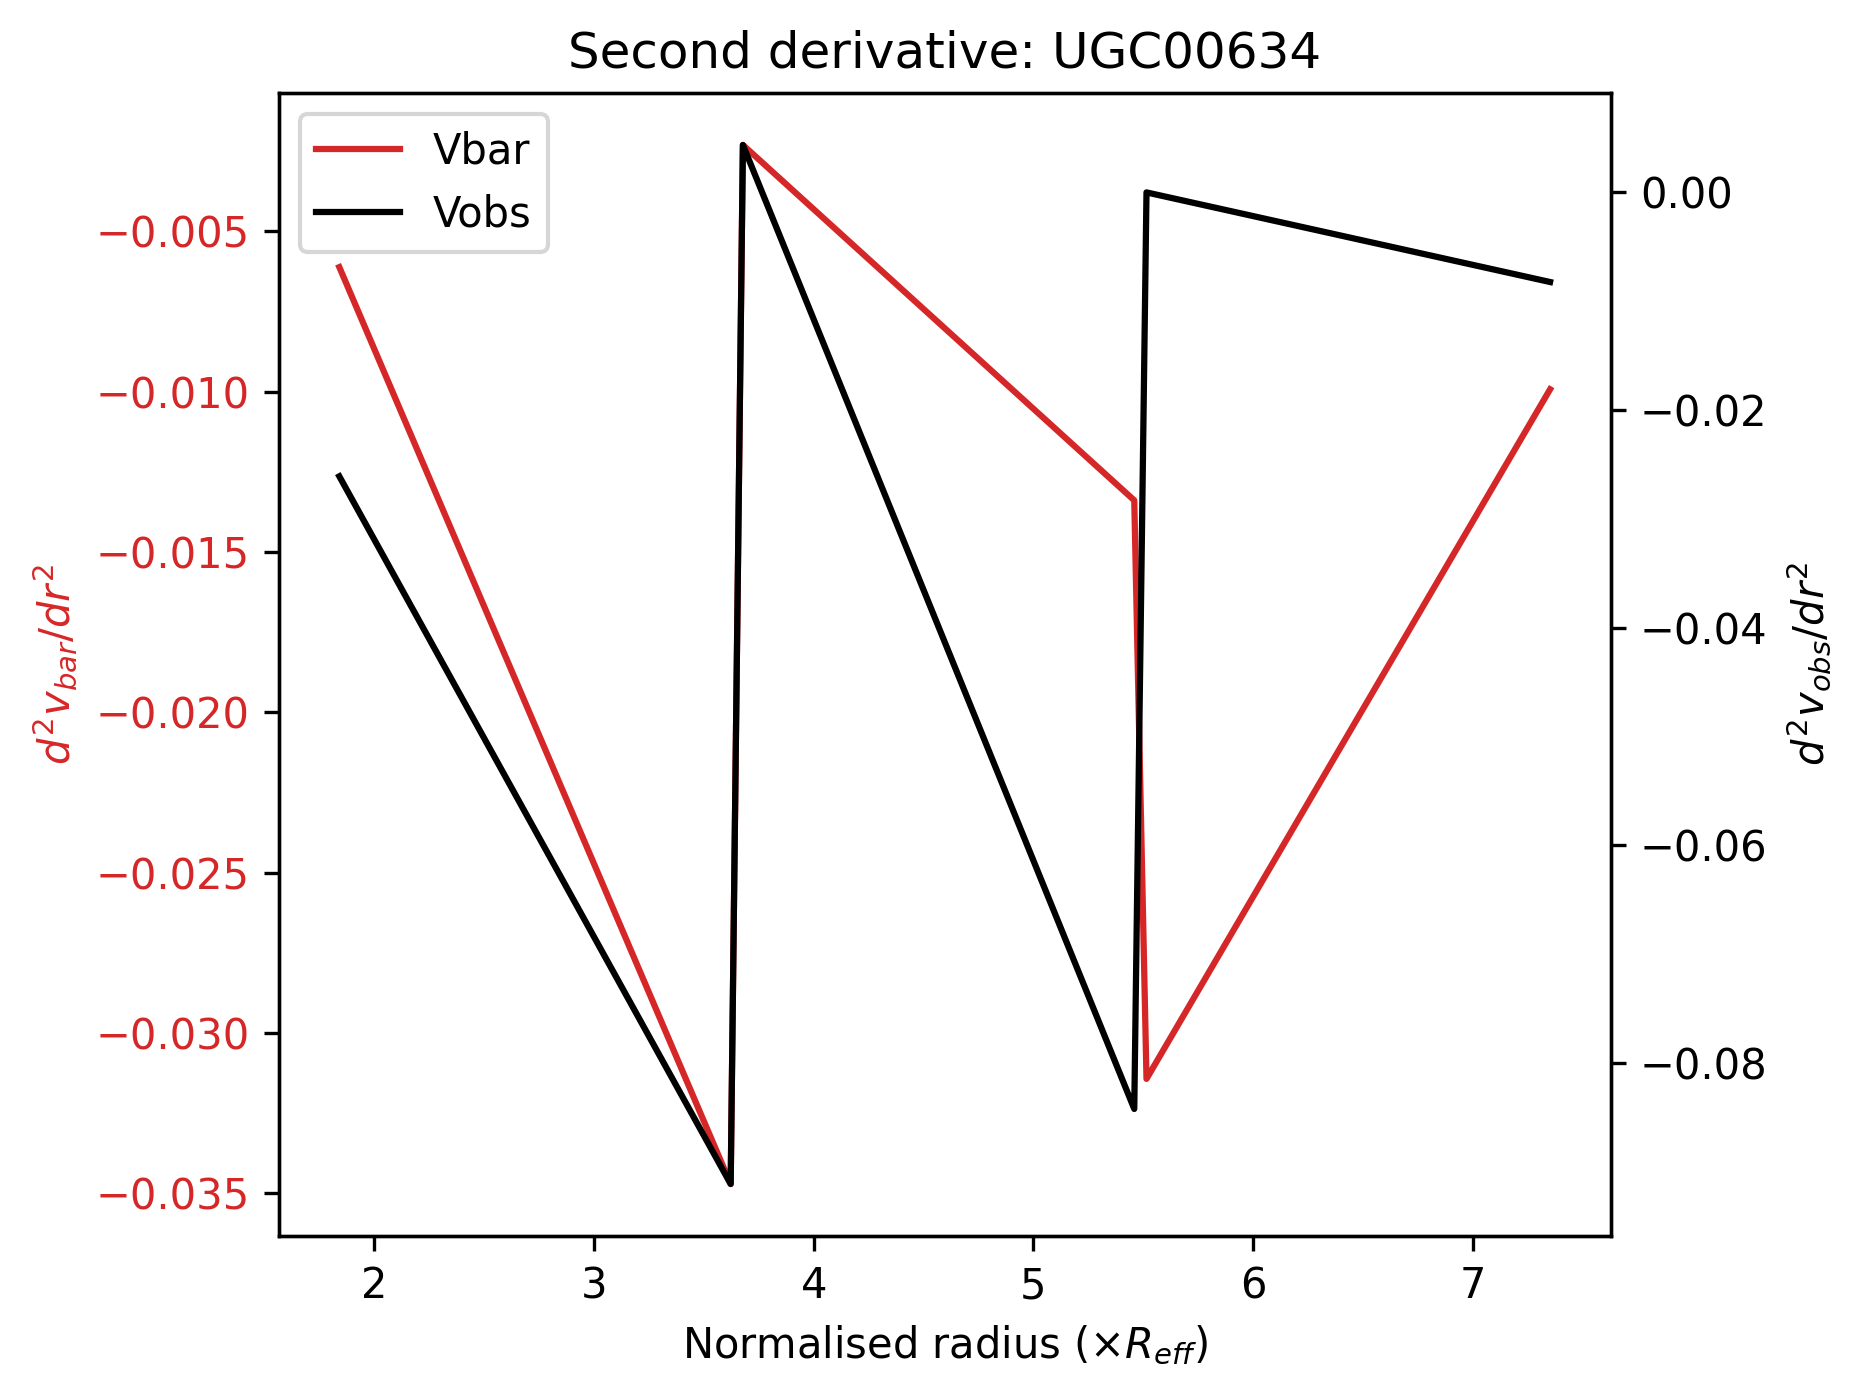 Second derivative: UGC00634
Vbar
Vobs
−0.005
−0.010
−0.015
−0.020
−0.025
−0.030
−0.035
d²v_bar/dr²
0.00
−0.02
−0.04
−0.06
−0.08
d²v_obs/dr²
2 3 4 5 6 7
Normalised radius (×R_eff)